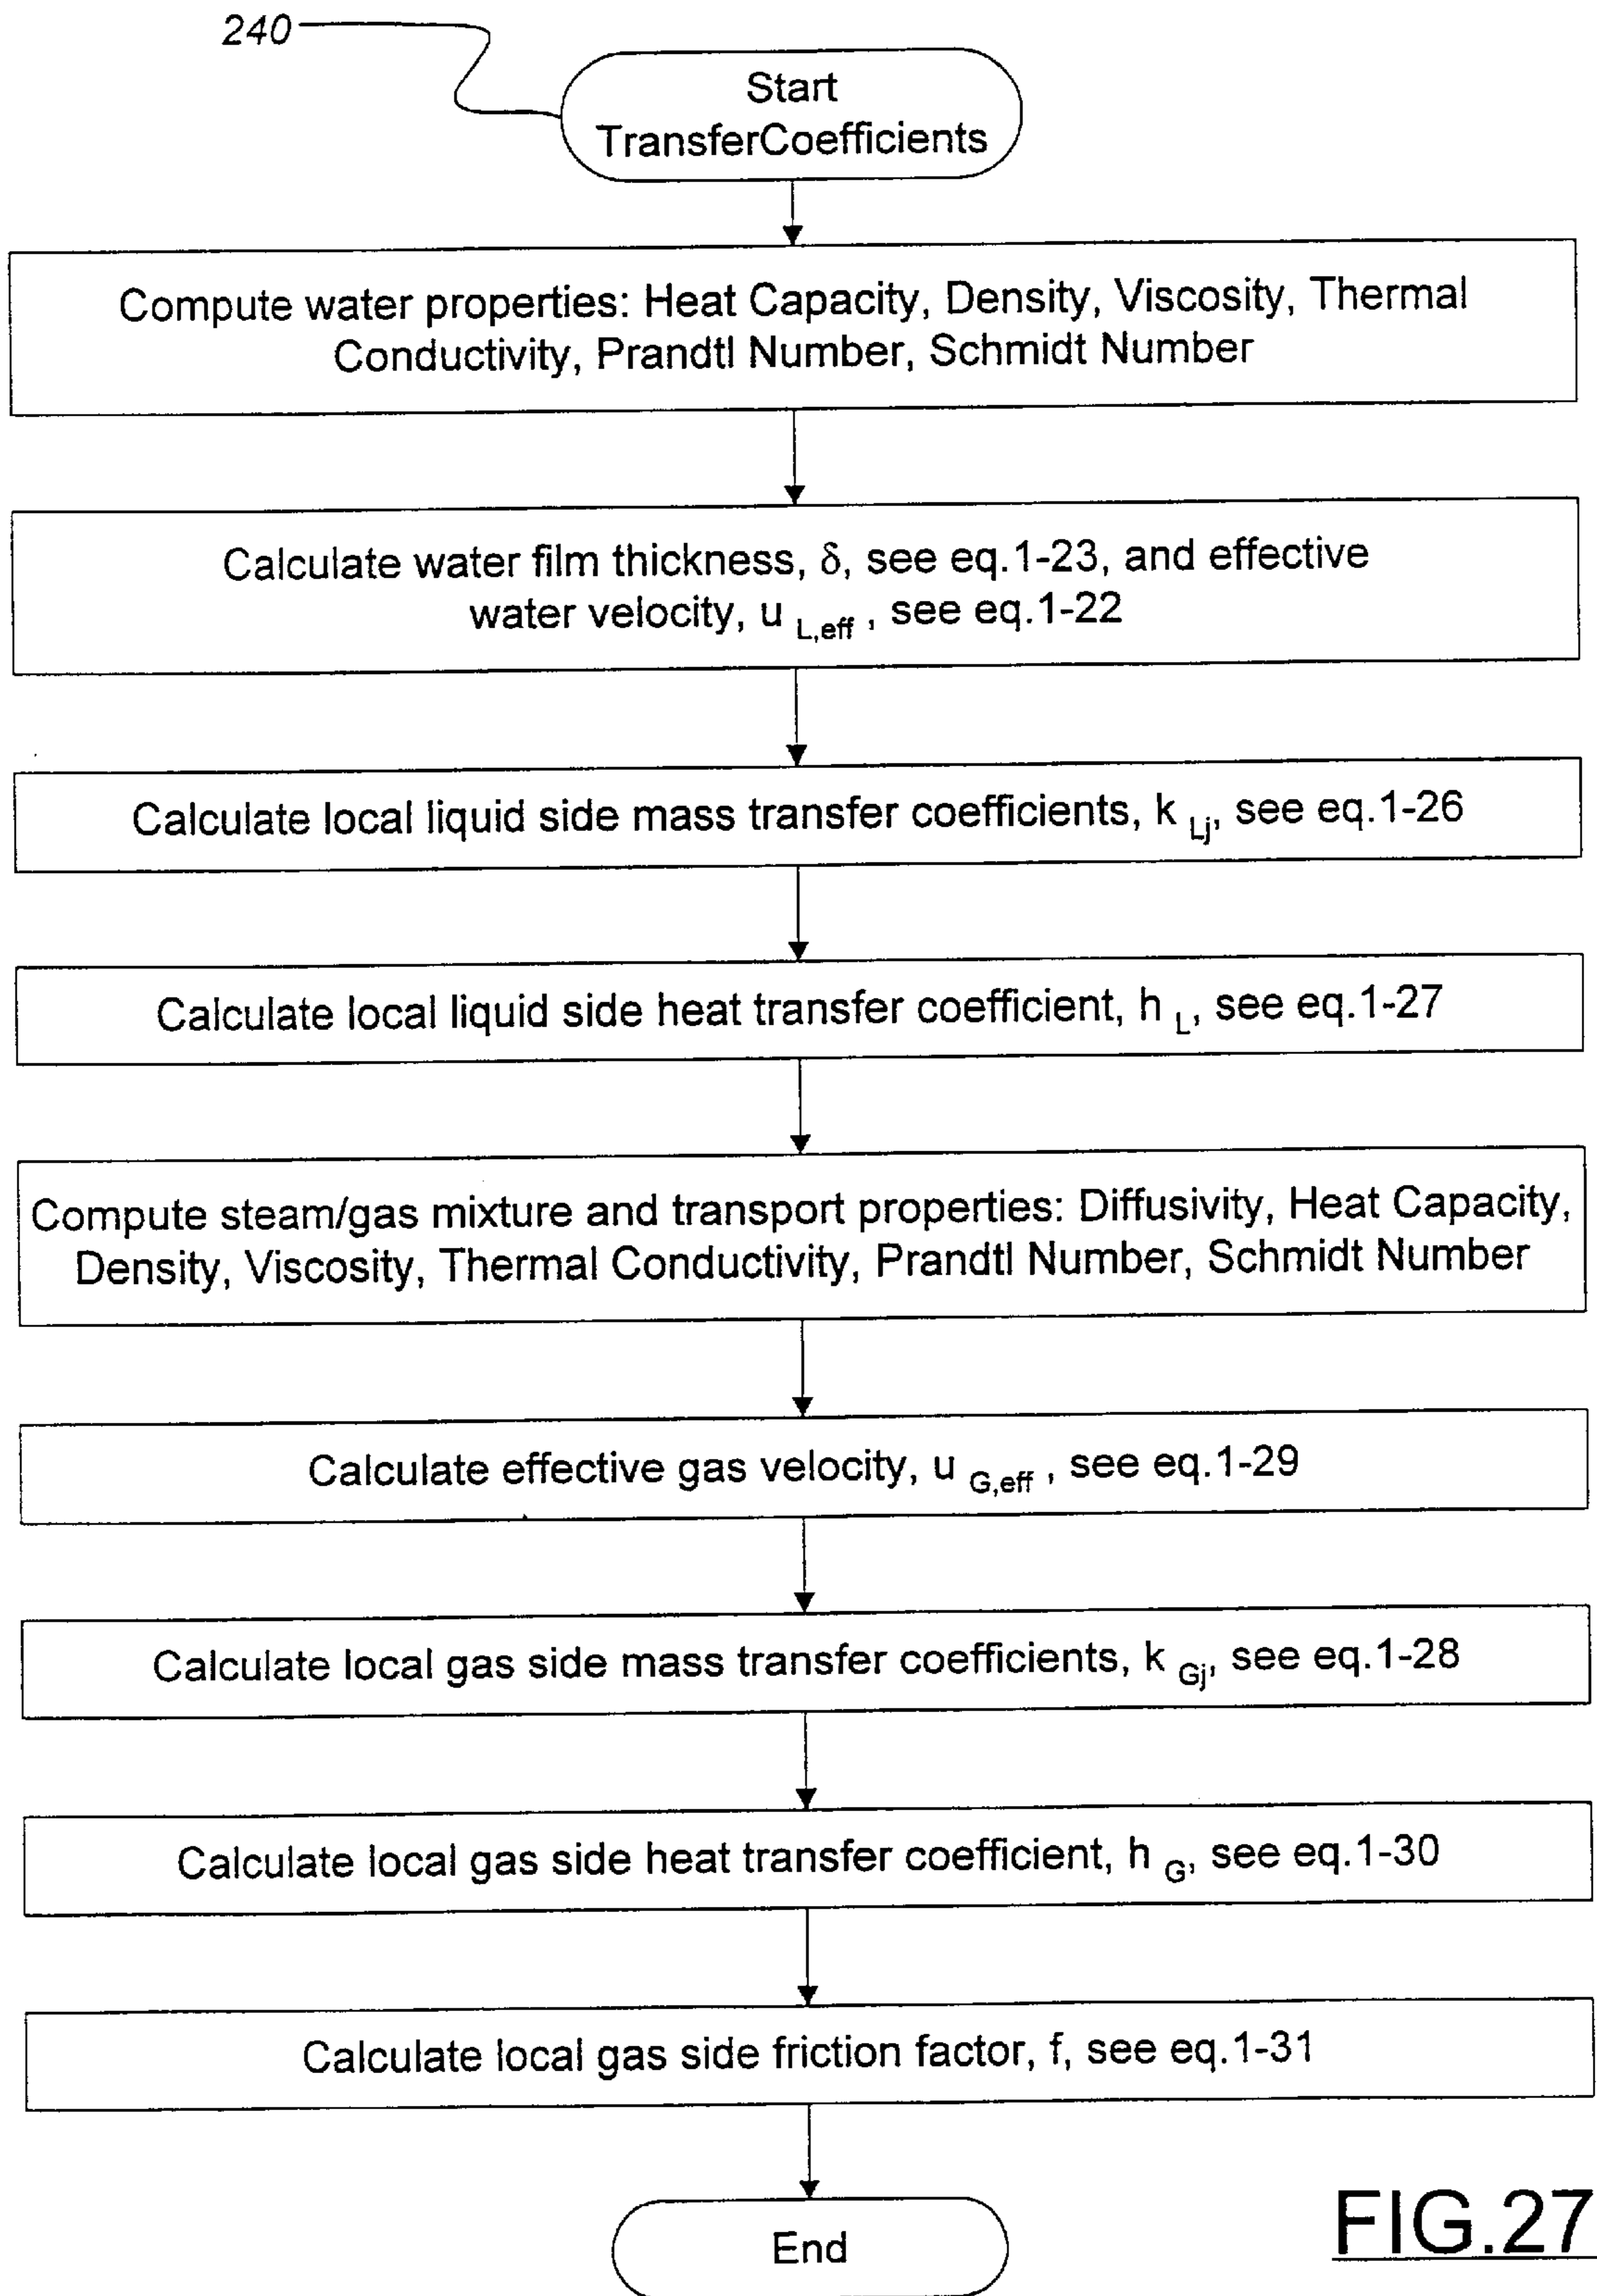 240
Start
TransferCoefficients
Compute water properties: Heat Capacity, Density, Viscosity, Thermal
Conductivity, Prandtl Number, Schmidt Number
Calculate water film thickness, δ, see eq.1-23, and effective
water velocity, u L,eff , see eq.1-22
Calculate local liquid side mass transfer coefficients, k Lj, see eq.1-26
Calculate local liquid side heat transfer coefficient, h L, see eq.1-27
Compute steam/gas mixture and transport properties: Diffusivity, Heat Capacity,
Density, Viscosity, Thermal Conductivity, Prandtl Number, Schmidt Number
Calculate effective gas velocity, u G,eff , see eq.1-29
Calculate local gas side mass transfer coefficients, k Gj, see eq.1-28
Calculate local gas side heat transfer coefficient, h G, see eq.1-30
Calculate local gas side friction factor, f, see eq.1-31
End
FIG.27